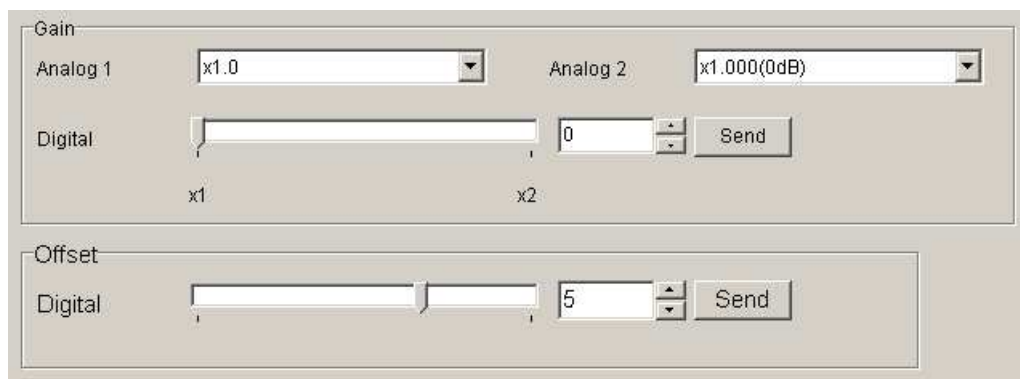 Gain
Analog 1 x1.0 Analog 2 x1.000(0dB)
Digital 0 Send
x1 x2
Offset
Digital 5 Send